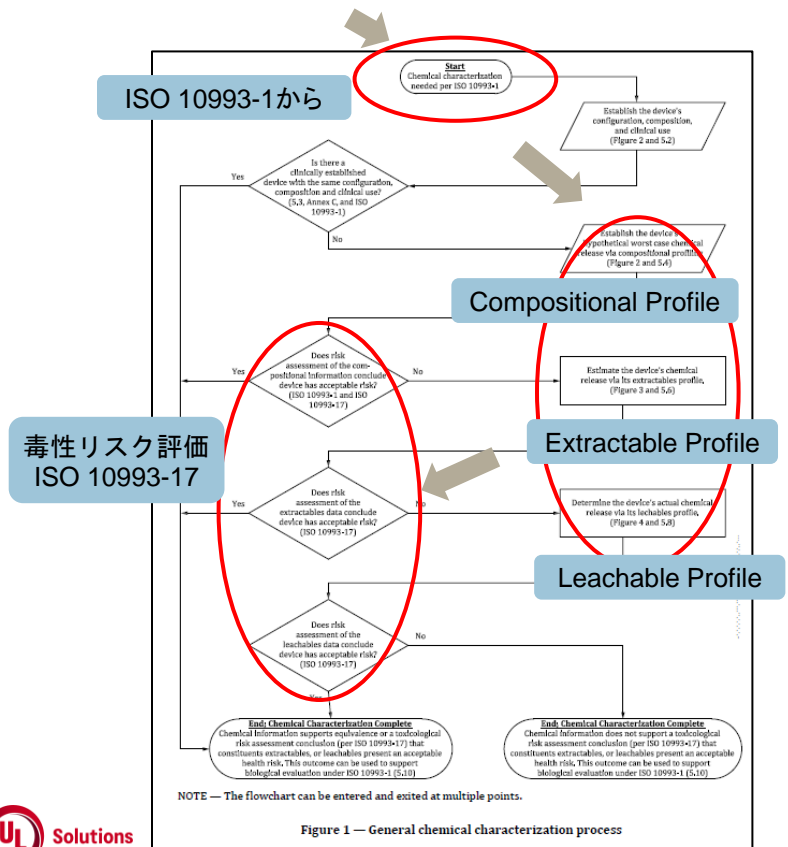 Start
Chemical characterization
needed per ISO 10993-1
ISO 10993-1から
Establish the device's
configuration, composition,
and clinical use
(Figure 2 and 5.2)
Is there a
clinically established
device with the same configuration,
composition and clinical use?
(5.3, Annex C, and ISO
10993-1)
Yes
No
Establish the device's
hypothetical worst case chemical
release via compositional profiling
(Figure 2 and 5.4)
Compositional Profile
Does risk
assessment of the com-
positional information conclude
device has acceptable risk?
(ISO 10993-1 and ISO
10993-17)
Yes
No
Estimate the device's chemical
release via its extractables profile.
(Figure 3 and 5.6)
毒性リスク評価
ISO 10993-17
Extractable Profile
Does risk
assessment of the
extractables data conclude
device has acceptable risk?
(ISO 10993-17)
Yes
No
Determine the device's actual chemical
release via its lechables profile.
(Figure 4 and 5.8)
Leachable Profile
Does risk
assessment of the
leachables data conclude
device has acceptable risk?
(ISO 10993-17)
No
Yes
End: Chemical Characterization Complete
Chemical information supports equivalence or a toxicological
risk assessment conclusion (per ISO 10993-17) that
constituents extractables, or leachables present an acceptable
health risk. This outcome can be used to support
biological evaluation under ISO 10993-1 (5.10)
End: Chemical Characterization Complete
Chemical information does not support a toxicological
risk assessment conclusion (per ISO 10993-17) that
constituents extractables, or leachables present an acceptable
health risk. This outcome can be used to support
biological evaluation under ISO 10993-1 (5.10)
NOTE — The flowchart can be entered and exited at multiple points.
Figure 1 — General chemical characterization process
UL Solutions